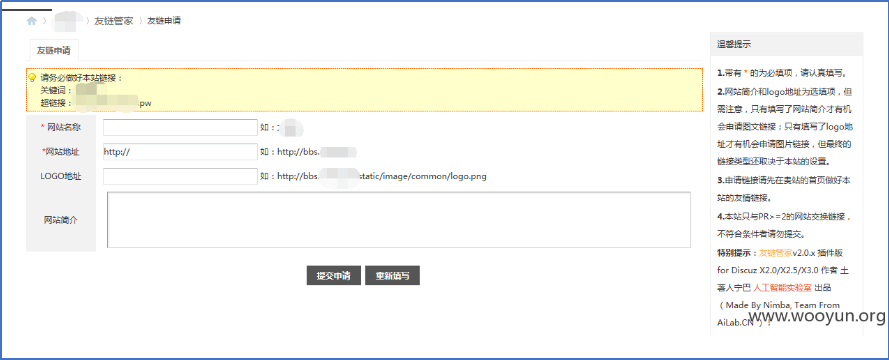 友链管家 〉 友链申请
友链申请
请务必做好本站链接：
关键词：
超链接： .pw
* 网站名称 如：
*网站地址 http:// 如：http://bbs.
LOGO地址 如：http://bbs. static/image/common/logo.png
网站简介
提交申请 重新填写
温馨提示
1.带有 * 的为必填项，请认真填写。
2.网站简介和logo地址为选填项，但
需注意，只有填写了网站简介才有机
会申请图文链接；只有填写了logo地
址才有机会申请图片链接，但最终的
链接类型还取决于本站的设置。
3.申请链接请先在贵站的首页做好本
站的友情链接。
4.本站只与PR>=2的网站交换链接，
不符合条件者请勿提交。
特别提示：友链管家v2.0.x 插件版
for Discuz X2.0/X2.5/X3.0 作者 土
著人宁巴 人工智能实验室 出品
（Made By Nimba, Team From
AiLab.CN ）！
www.wooyun.org